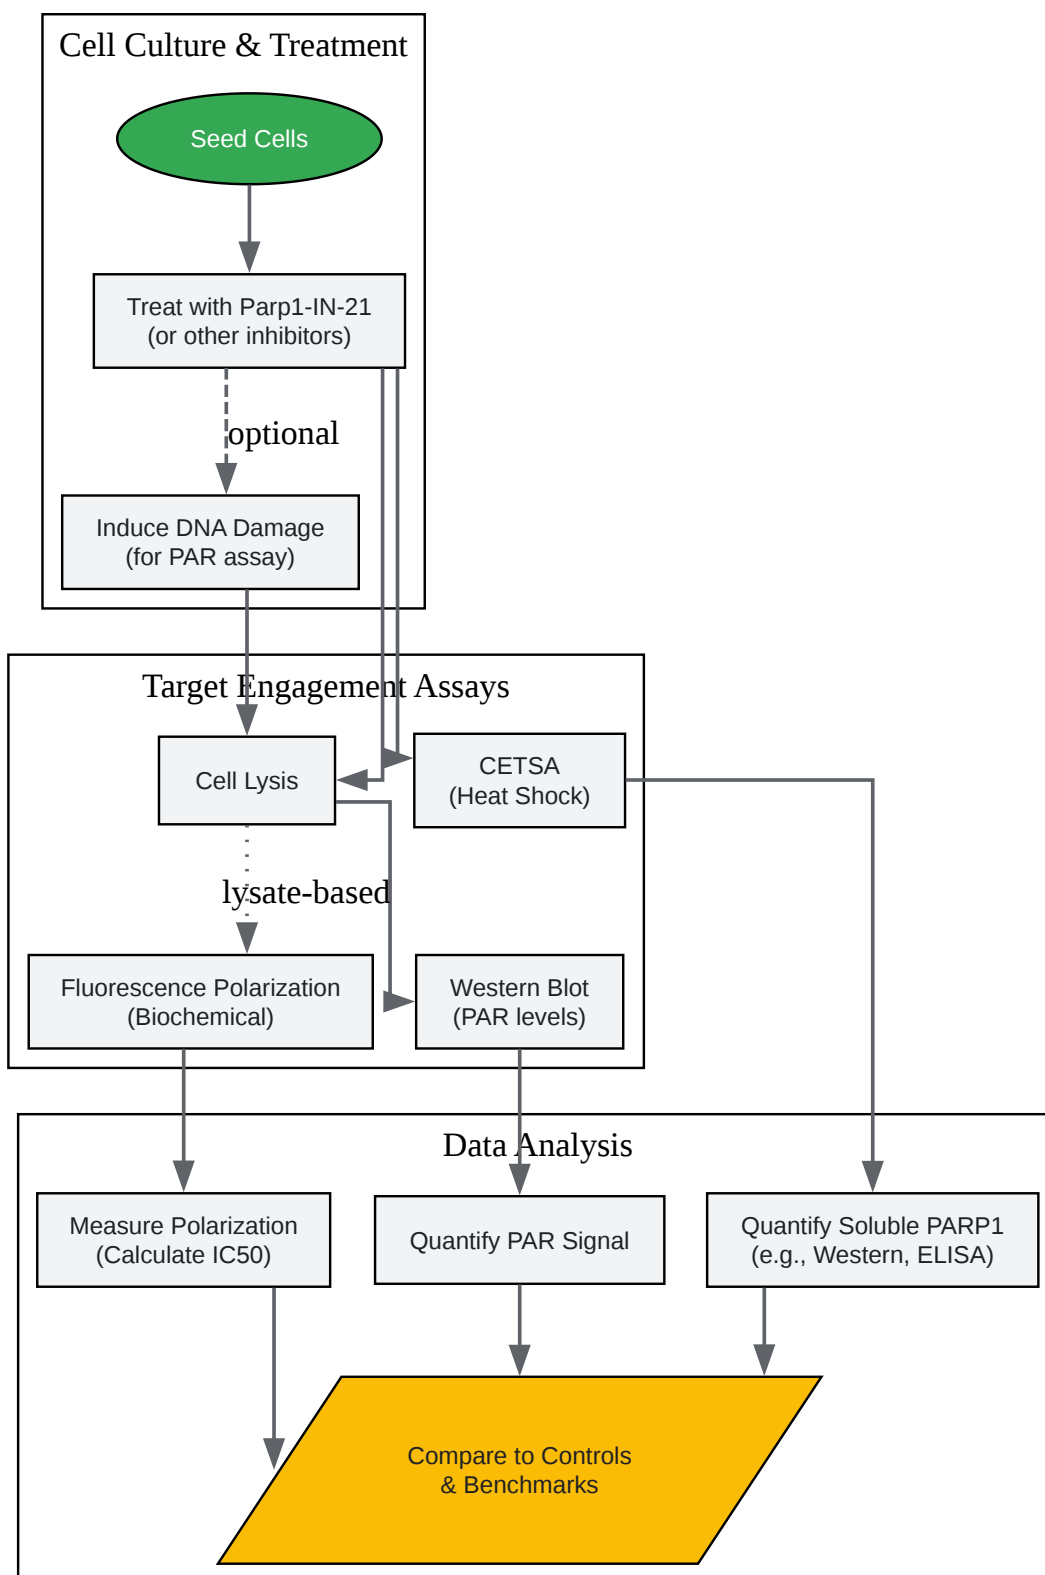 Cell Culture & Treatment
Seed Cells
Treat with Parp1-IN-21
(or other inhibitors)
optional
Induce DNA Damage
(for PAR assay)
Target Engagement Assays
Cell Lysis
CETSA
(Heat Shock)
lysate-based
Fluorescence Polarization
(Biochemical)
Western Blot
(PAR levels)
Data Analysis
Measure Polarization
(Calculate IC50)
Quantify PAR Signal
Quantify Soluble PARP1
(e.g., Western, ELISA)
Compare to Controls
& Benchmarks